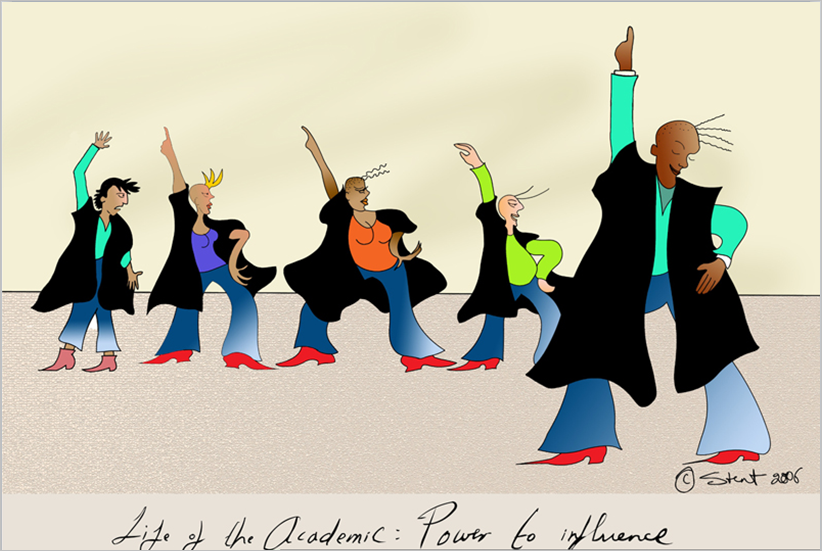 © Stent 2006
Life of the Academic: Power to influence